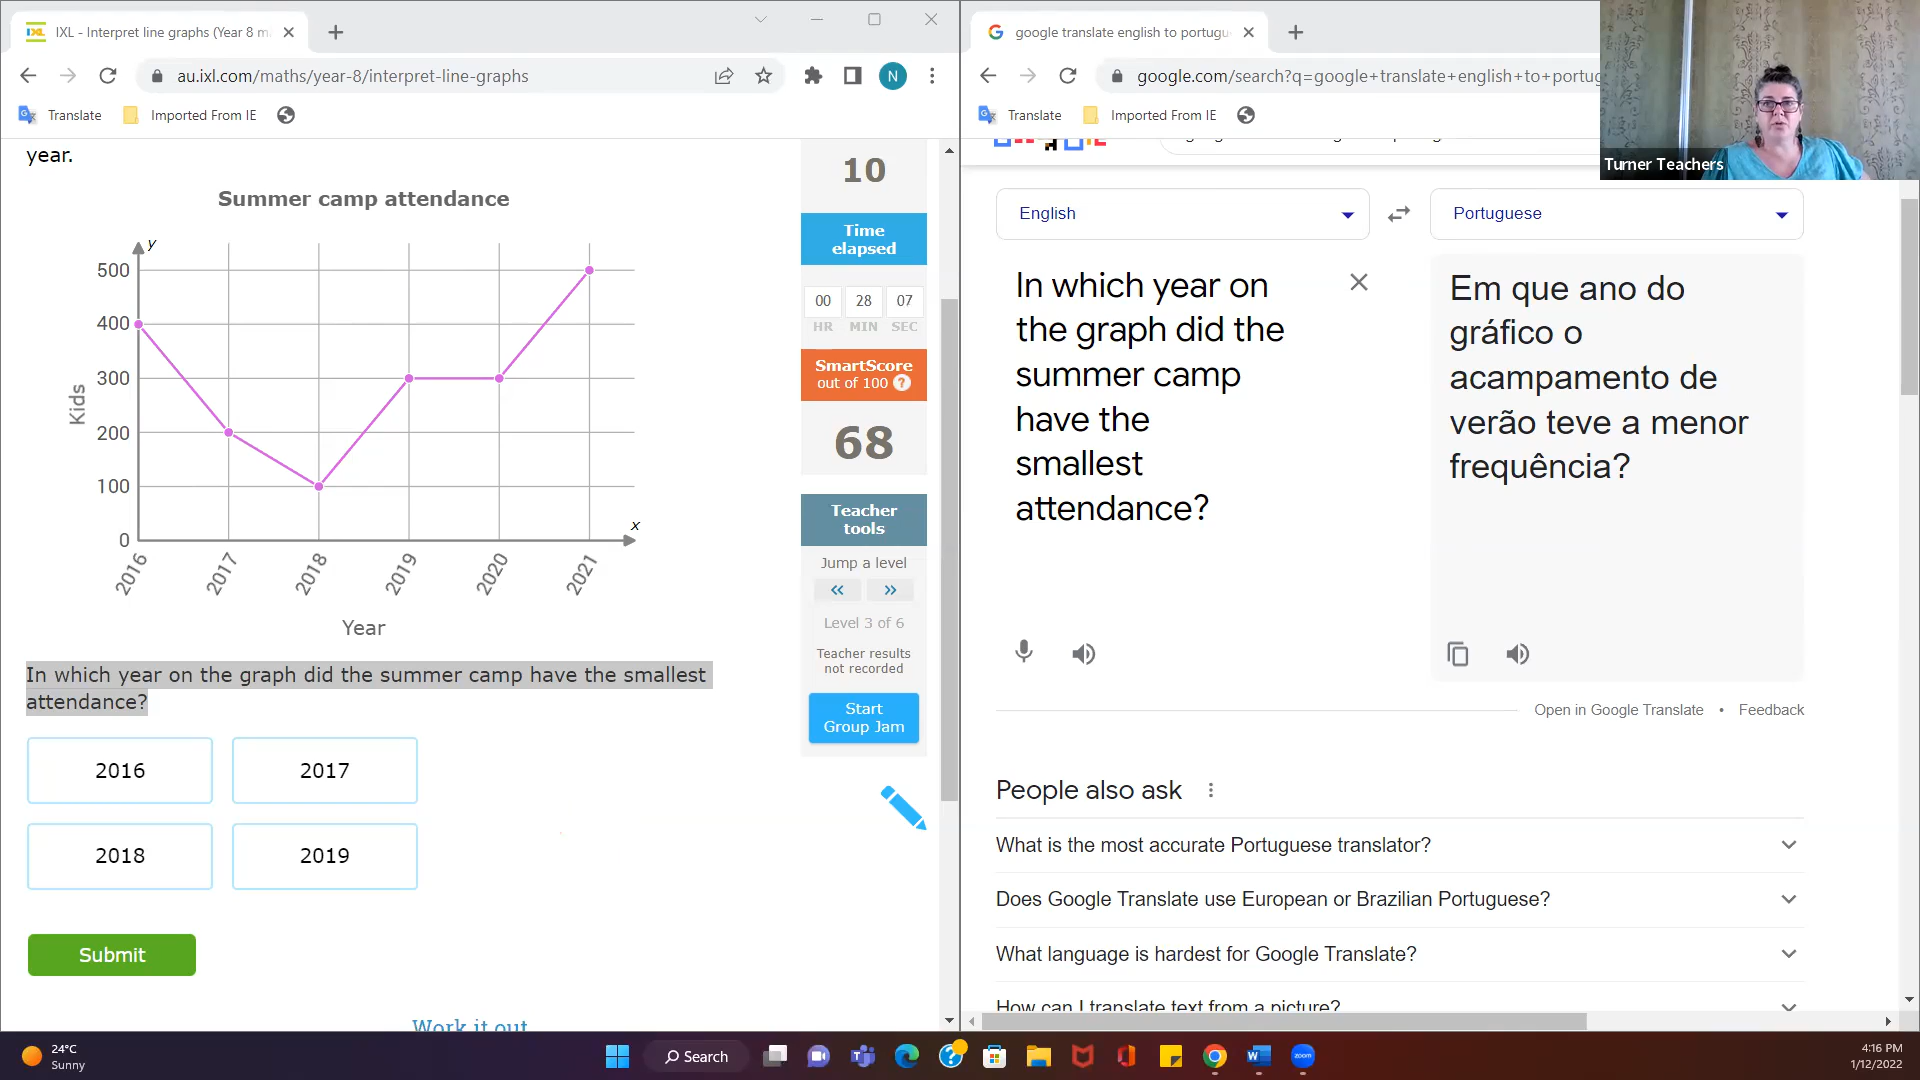 IXL - Interpret line graphs (Year 8 m
au.ixl.com/maths/year-8/interpret-line-graphs
N
Translate
Imported From IE
year.
Summer camp attendance
y
500
400
300
200
100
0
Kids
x
2016
2017
2018
2019
2020
2021
Year
In which year on the graph did the summer camp have the smallest
attendance?
2016
2017
2018
2019
Submit
Work it out
10
Time
elapsed
00 28 07
HR MIN SEC
SmartScore
out of 100 ?
68
Teacher
tools
Jump a level
Level 3 of 6
Teacher results
not recorded
Start
Group Jam
google translate english to portugu
google.com/search?q=google+translate+english+to+portug
Translate
Imported From IE
Turner Teachers
English
Portuguese
In which year on
the graph did the
summer camp
have the
smallest
attendance?
Em que ano do
gráfico o
acampamento de
verão teve a menor
frequência?
Open in Google Translate • Feedback
People also ask
What is the most accurate Portuguese translator?
Does Google Translate use European or Brazilian Portuguese?
What language is hardest for Google Translate?
How can I translate text from a picture?
24°C
Sunny
Search
zoom
4:16 PM
1/12/2022